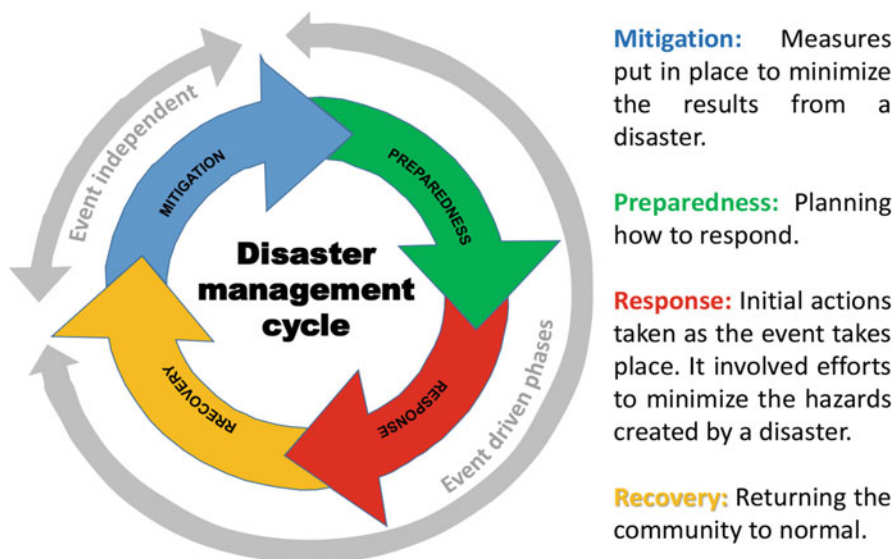 Event independent
MITIGATION
PREPAREDNESS
Disaster
management
cycle
RRECOVERY
RESPONSE
Event driven phases
Mitigation: Measures
put in place to minimize
the results from a
disaster.
Preparedness: Planning
how to respond.
Response: Initial actions
taken as the event takes
place. It involved efforts
to minimize the hazards
created by a disaster.
Recovery: Returning the
community to normal.